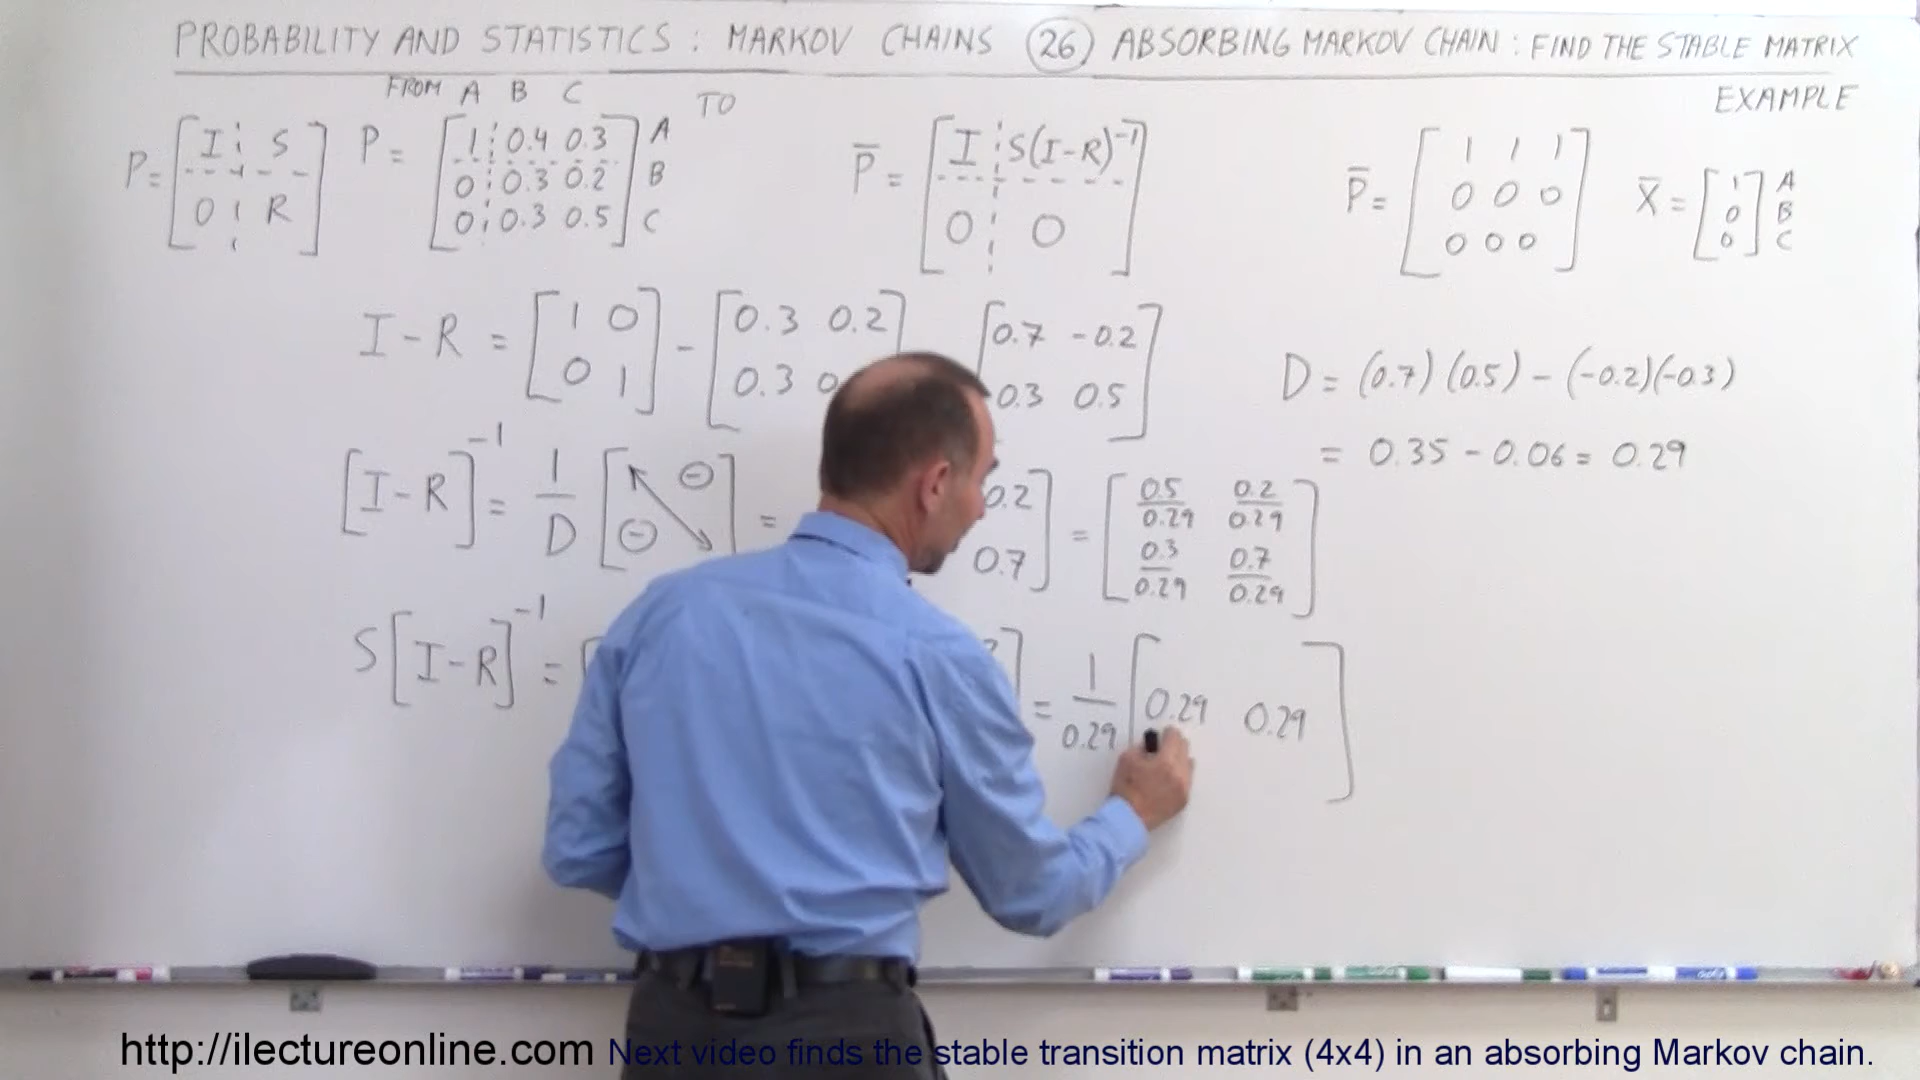 PROBABILITY AND STATISTICS : MARKOV CHAINS 26 ABSORBING MARKOV CHAIN : FIND THE STABLE MATRIX
EXAMPLE
FROM A B C TO
P = [ I S
0 R ]
P = [ 1 0.4 0.3 ] A
0 0.3 0.2 B
0 0.3 0.5 C
P̅ = [ I S(I-R)⁻¹
0 0 ]
P̅ = [ 1 1 1
0 0 0
0 0 0 ]
X̅ = [ 1 ] A
0 B
0 C
I - R = [ 1 0 ] - [ 0.3 0.2 ] [ 0.7 -0.2 ]
0 1 0.3 0.3 0.5
D = (0.7)(0.5) - (-0.2)(-0.3)
= 0.35 - 0.06 = 0.29
[I-R]⁻¹ = 1/D [ ⊖ ⊖ ] = 0.2 0.7 ] = [ 0.5/0.29 0.2/0.29
0.3/0.29 0.7/0.29 ]
S[I-R]⁻¹ = [ ] = 1/0.29 [ 0.29 0.29 ]
http://ilectureonline.com Next video finds the stable transition matrix (4x4) in an absorbing Markov chain.